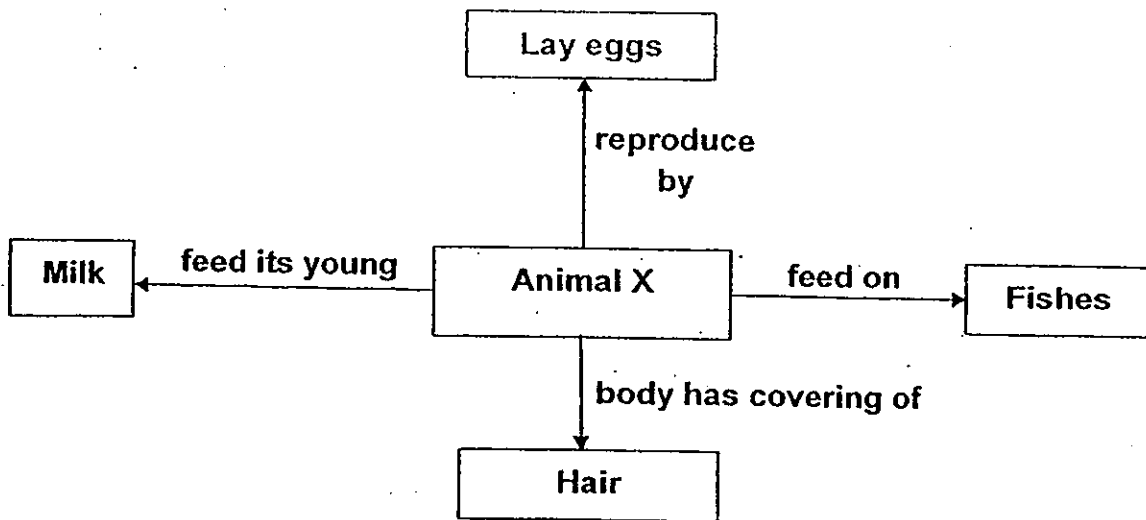 Lay eggs
reproduce
by
Milk
feed its young
Animal X
feed on
Fishes
body has covering of
Hair